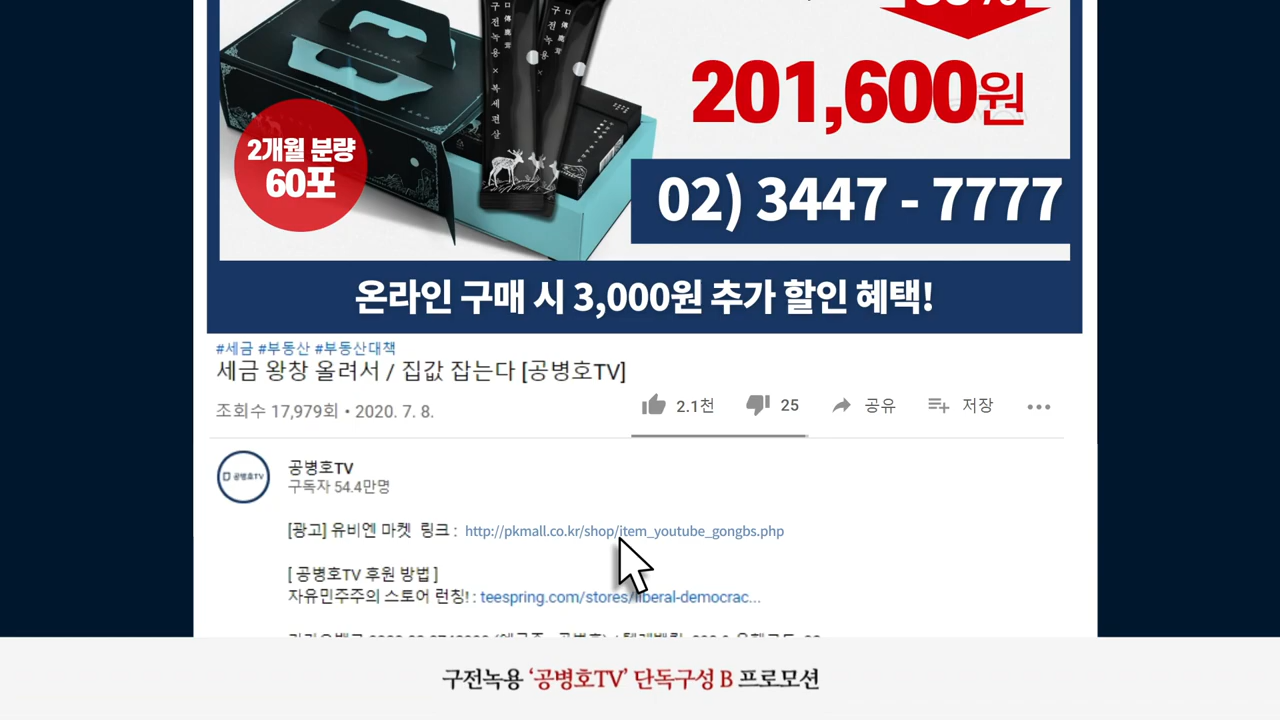 201,600원
2개월 분량
60포
02) 3447 - 7777
온라인 구매 시 3,000원 추가 할인 혜택!
#세금 #부동산 #부동산대책
세금 왕창 올려서 / 집값 잡는다 [공병호TV]
조회수 17,979회 • 2020. 7. 8.
2.1천 25 공유 저장
공병호TV
공병호TV
구독자 54.4만명
[광고] 유비엔 마켓 링크 : http://pkmall.co.kr/shop/item_youtube_gongbs.php
[ 공병호TV 후원 방법 ]
자유민주주의 스토어 런칭! : teespring.com/stores/liberal-democrac...
구전녹용 ‘공병호TV’ 단독구성 B 프로모션